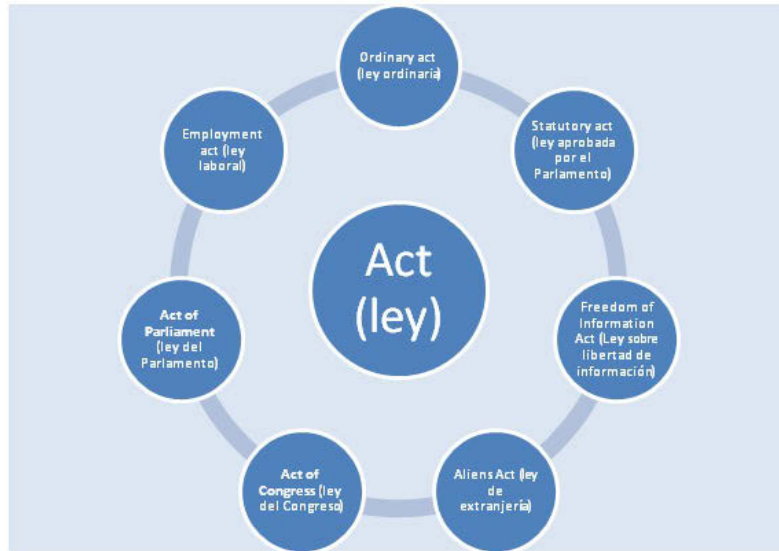 Ordinary act
(ley ordinaria)
Statutory act
(ley aprobada
por el
Parlamento)
Freedom of
Information
Act (Ley sobre
libertad de
información)
Aliens Act (ley
de
extranjería)
Act of
Congress (ley
del Congreso)
Act of
Parliament
(ley del
Parlamento)
Employment
act (ley
laboral)
Act
(ley)